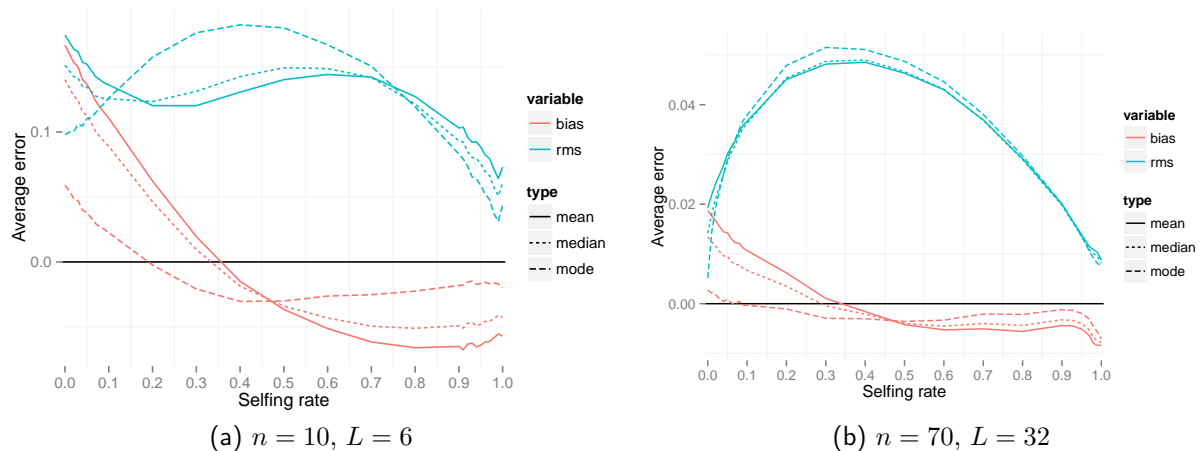 Average error
0.1
0.0
0.0 0.1 0.2 0.3 0.4 0.5 0.6 0.7 0.8 0.9 1.0
Selfing rate
variable
bias
rms
type
mean
median
mode
(a) n = 10, L = 6
Average error
0.04
0.02
0.00
0.0 0.1 0.2 0.3 0.4 0.5 0.6 0.7 0.8 0.9 1.0
Selfing rate
variable
bias
rms
type
mean
median
mode
(b) n = 70, L = 32